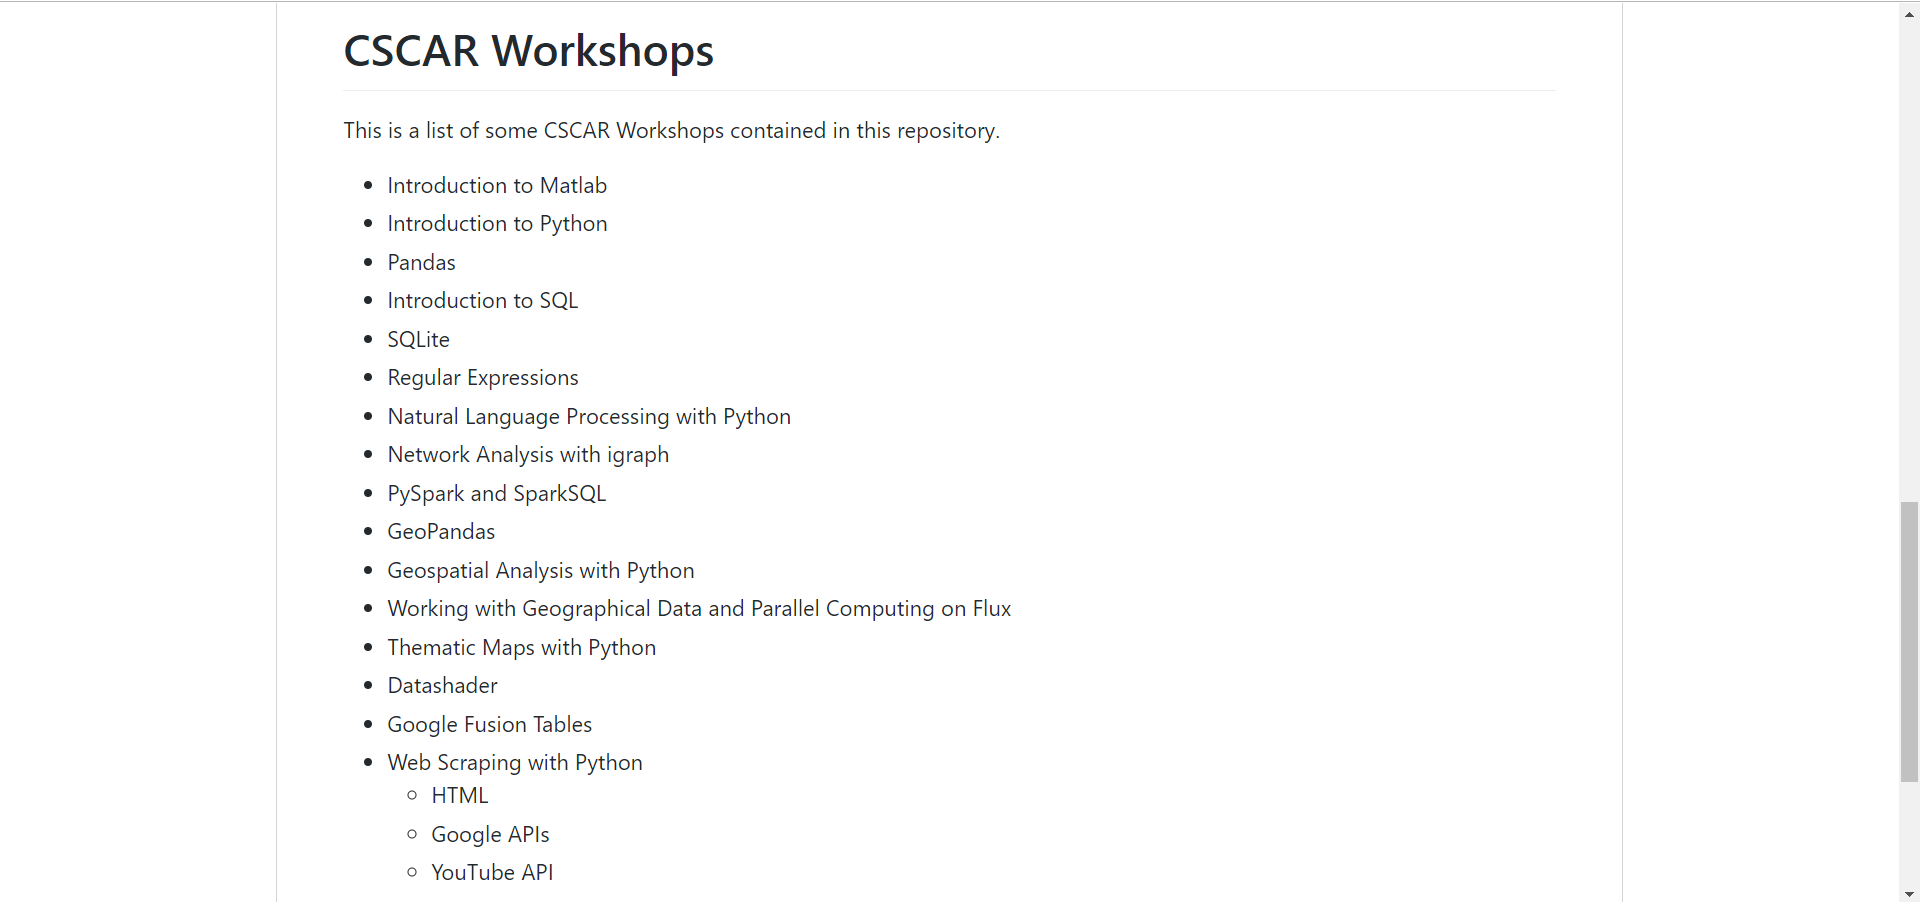 CSCAR Workshops
This is a list of some CSCAR Workshops contained in this repository.
Introduction to Matlab
Introduction to Python
Pandas
Introduction to SQL
SQLite
Regular Expressions
Natural Language Processing with Python
Network Analysis with igraph
PySpark and SparkSQL
GeoPandas
Geospatial Analysis with Python
Working with Geographical Data and Parallel Computing on Flux
Thematic Maps with Python
Datashader
Google Fusion Tables
Web Scraping with Python
HTML
Google APIs
YouTube API